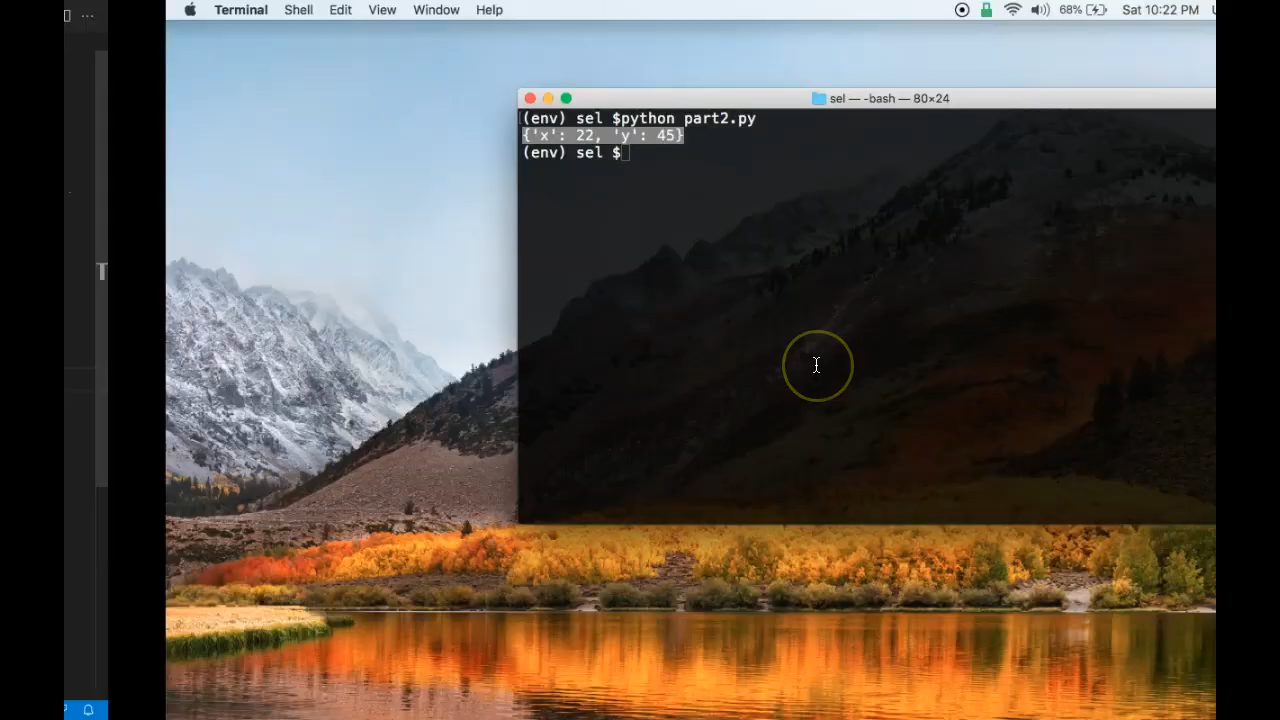 Terminal Shell Edit View Window Help 68% Sat 10:22 PM
sel — -bash — 80×24
(env) sel $python part2.py
{'x': 22, 'y': 45}
(env) sel $
T